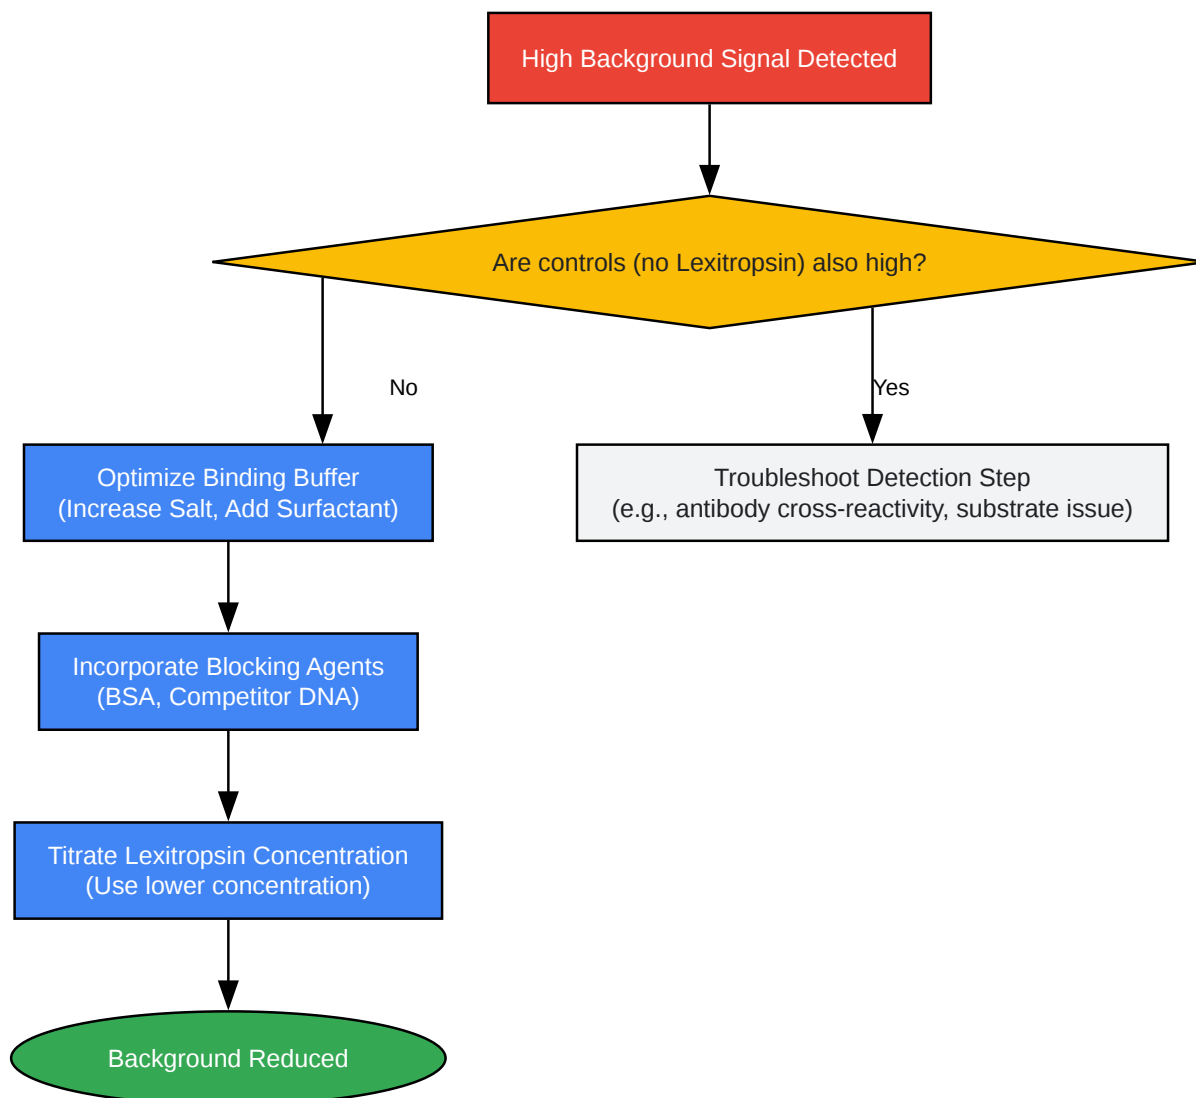 High Background Signal Detected
Are controls (no Lexitropsin) also high?
No
Yes
Optimize Binding Buffer
(Increase Salt, Add Surfactant)
Troubleshoot Detection Step
(e.g., antibody cross-reactivity, substrate issue)
Incorporate Blocking Agents
(BSA, Competitor DNA)
Titrate Lexitropsin Concentration
(Use lower concentration)
Background Reduced